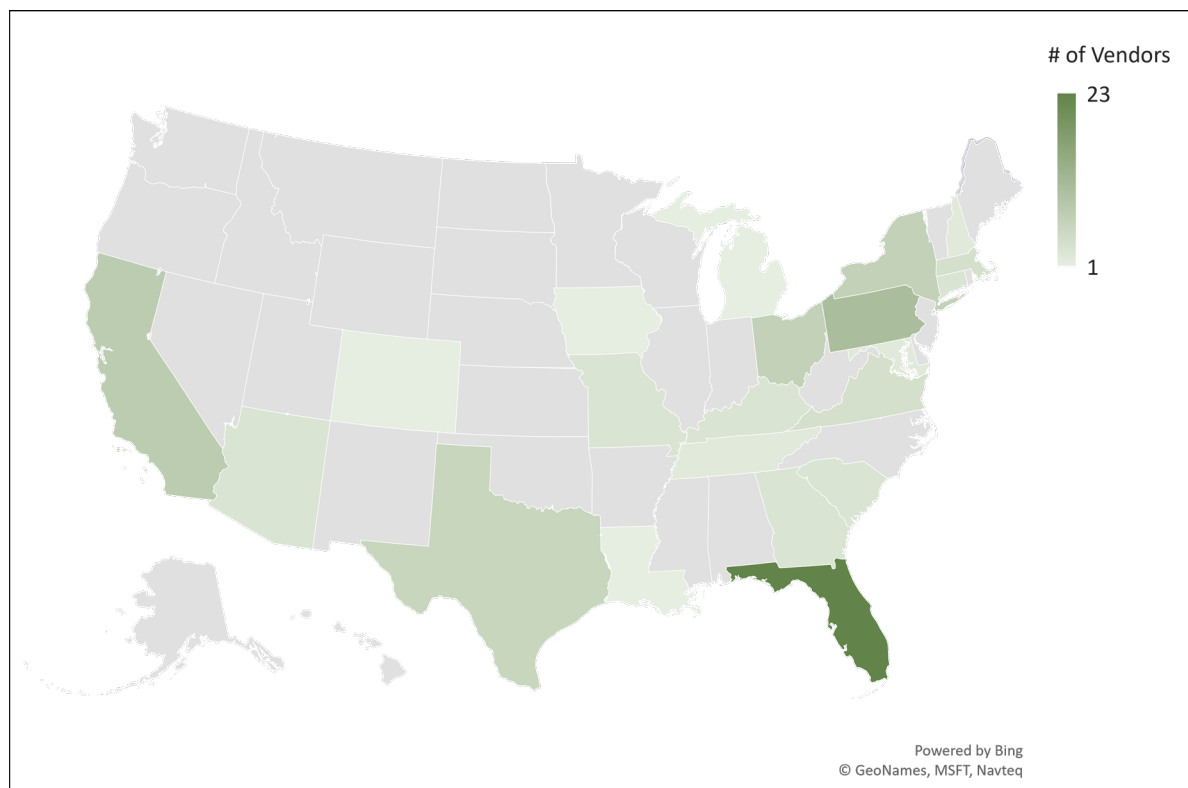 # of Vendors
23
1
Powered by Bing
© GeoNames, MSFT, Navteq